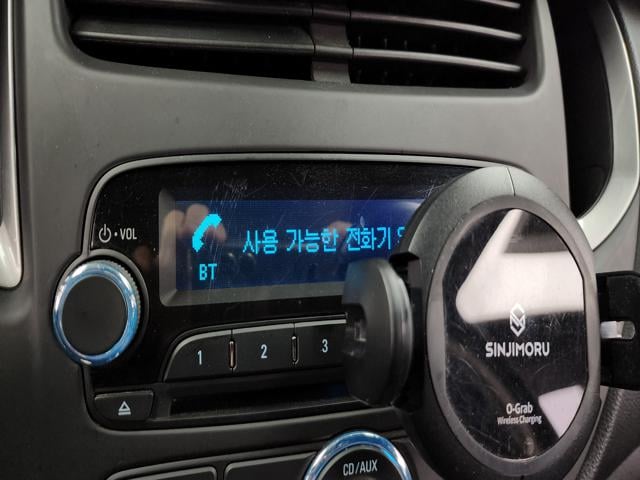 ⏻•VOL
사용 가능한 전화기
BT
1 2 3
SINJIMORU
O-Grab
Wireless Charging
CD/AUX